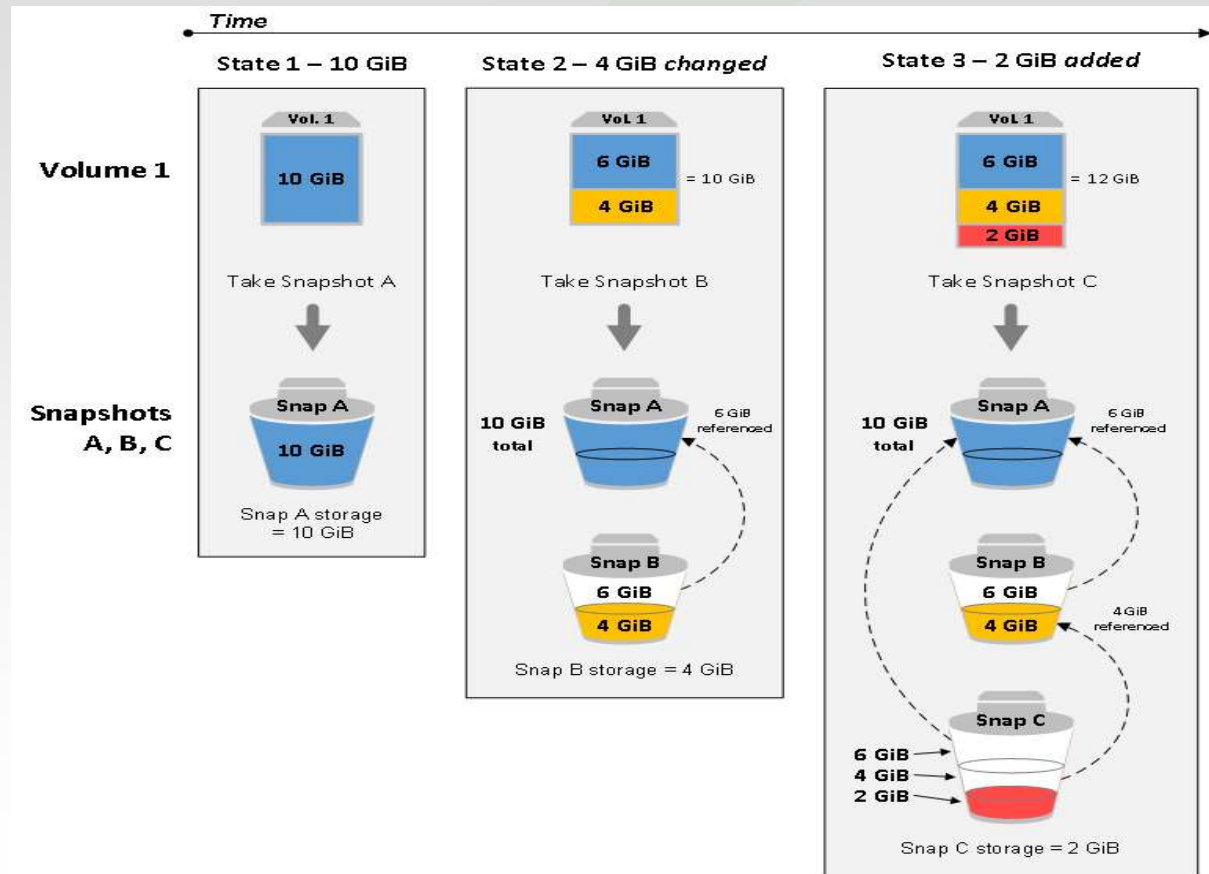 Time
State 1 – 10 GiB
State 2 – 4 GiB changed
State 3 – 2 GiB added
Volume 1
Vol. 1
10 GiB
Take Snapshot A
Vol. 1
6 GiB
= 10 GiB
4 GiB
Take Snapshot B
Vol. 1
6 GiB
= 12 GiB
4 GiB
2 GiB
Take Snapshot C
Snapshots
A, B, C
Snap A
10 GiB
Snap A storage
= 10 GiB
10 GiB
total
Snap A
6 GiB
referenced
Snap B
6 GiB
4 GiB
Snap B storage = 4 GiB
10 GiB
total
Snap A
6 GiB
referenced
Snap B
6 GiB
4 GiB
4 GiB
referenced
Snap C
6 GiB
4 GiB
2 GiB
Snap C storage = 2 GiB